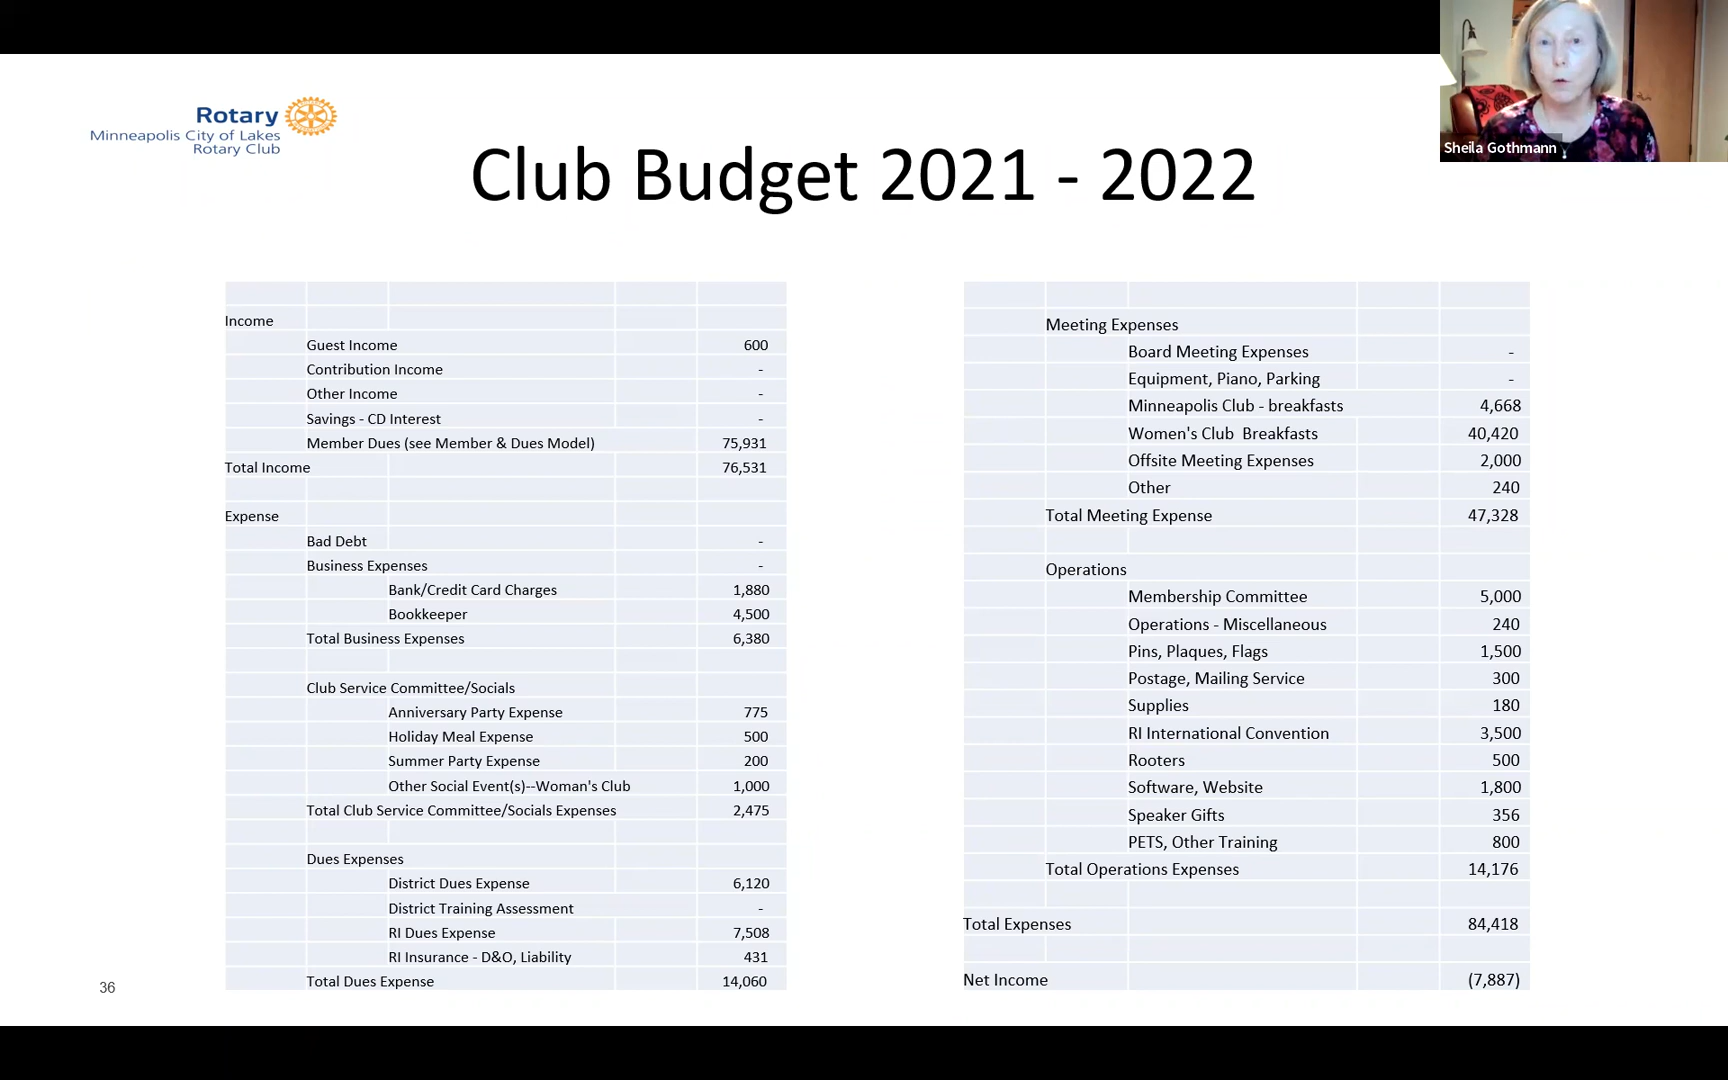 Rotary
Minneapolis City of Lakes
Rotary Club
Sheila Gothmann
Club Budget 2021 - 2022
Income
Guest Income 600
Contribution Income -
Other Income -
Savings - CD Interest -
Member Dues (see Member & Dues Model) 75,931
Total Income 76,531
Expense
Bad Debt -
Business Expenses -
Bank/Credit Card Charges 1,880
Bookkeeper 4,500
Total Business Expenses 6,380
Club Service Committee/Socials
Anniversary Party Expense 775
Holiday Meal Expense 500
Summer Party Expense 200
Other Social Event(s)--Woman's Club 1,000
Total Club Service Committee/Socials Expenses 2,475
Dues Expenses
District Dues Expense 6,120
District Training Assessment -
RI Dues Expense 7,508
RI Insurance - D&O, Liability 431
Total Dues Expense 14,060
Meeting Expenses
Board Meeting Expenses -
Equipment, Piano, Parking -
Minneapolis Club - breakfasts 4,668
Women's Club Breakfasts 40,420
Offsite Meeting Expenses 2,000
Other 240
Total Meeting Expense 47,328
Operations
Membership Committee 5,000
Operations - Miscellaneous 240
Pins, Plaques, Flags 1,500
Postage, Mailing Service 300
Supplies 180
RI International Convention 3,500
Rooters 500
Software, Website 1,800
Speaker Gifts 356
PETS, Other Training 800
Total Operations Expenses 14,176
Total Expenses 84,418
Net Income (7,887)
36